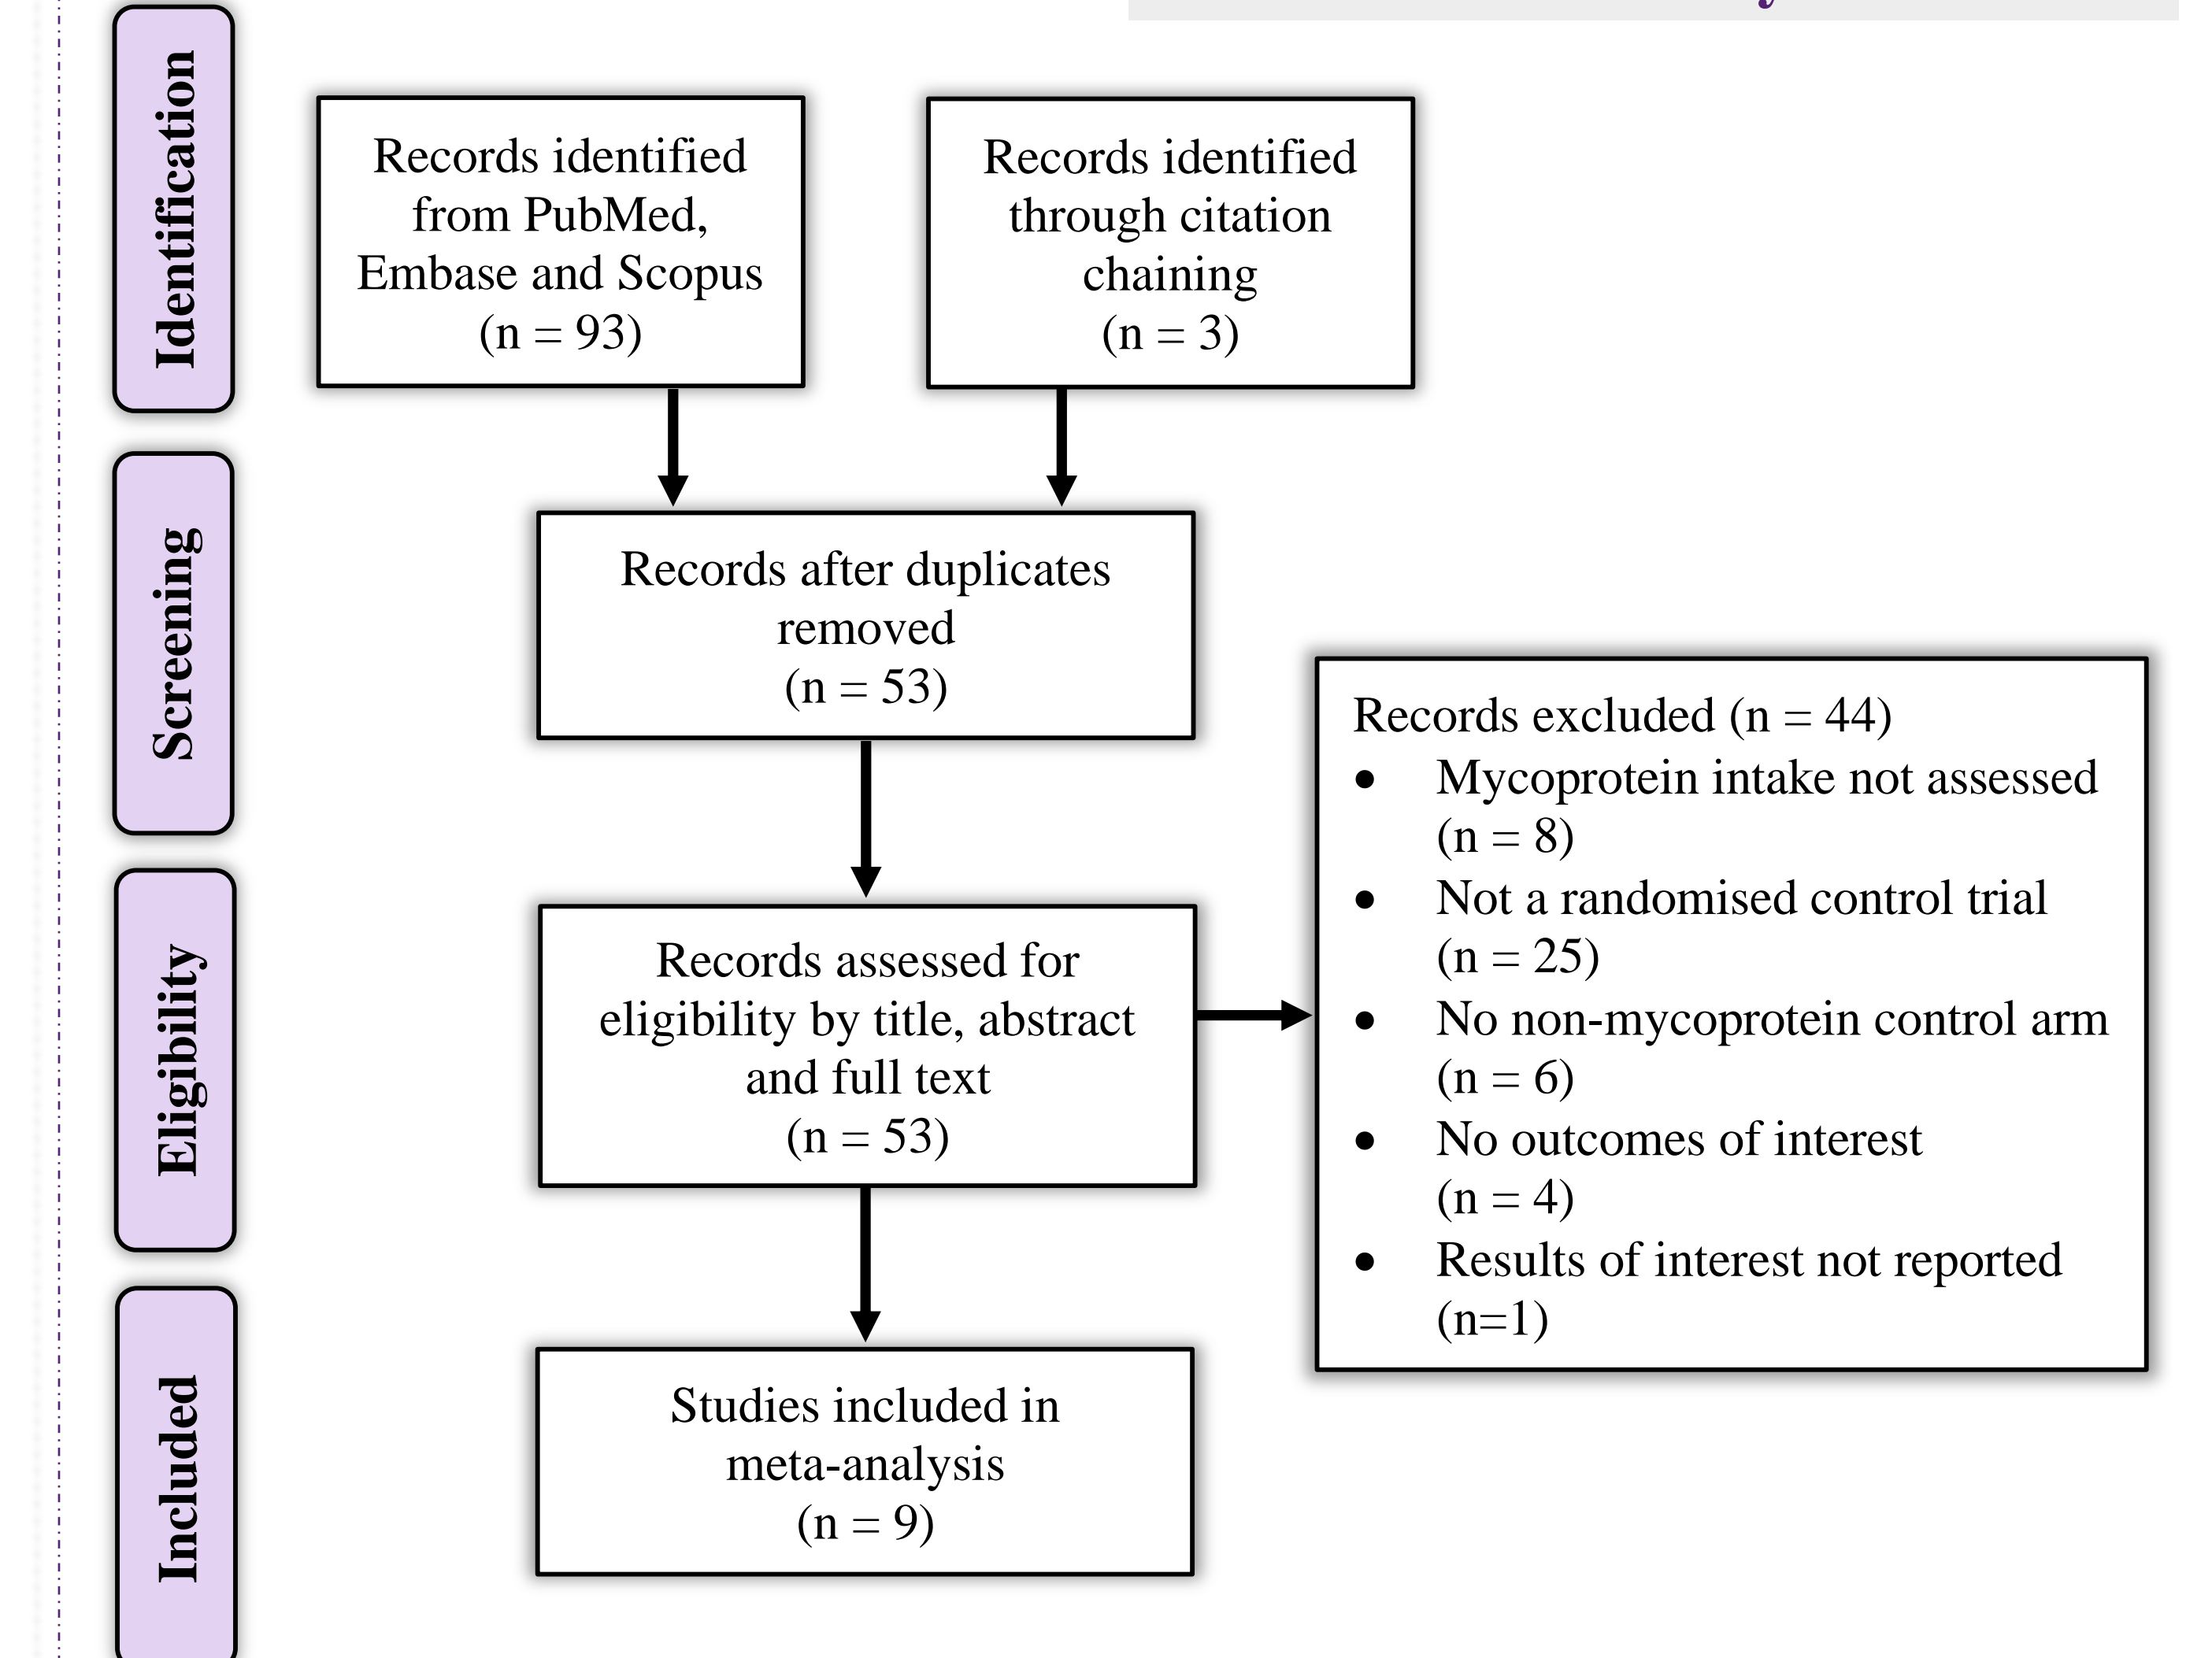 Identification
Records identified
from PubMed,
Embase and Scopus
(n = 93)
Records identified
through citation
chaining
(n = 3)
Screening
Records after duplicates
removed
(n = 53)
Records excluded (n = 44)
• Mycoprotein intake not assessed
(n = 8)
• Not a randomised control trial
(n = 25)
• No non-mycoprotein control arm
(n = 6)
• No outcomes of interest
(n = 4)
• Results of interest not reported
(n=1)
Eligibility
Records assessed for
eligibility by title, abstract
and full text
(n = 53)
Included
Studies included in
meta-analysis
(n = 9)